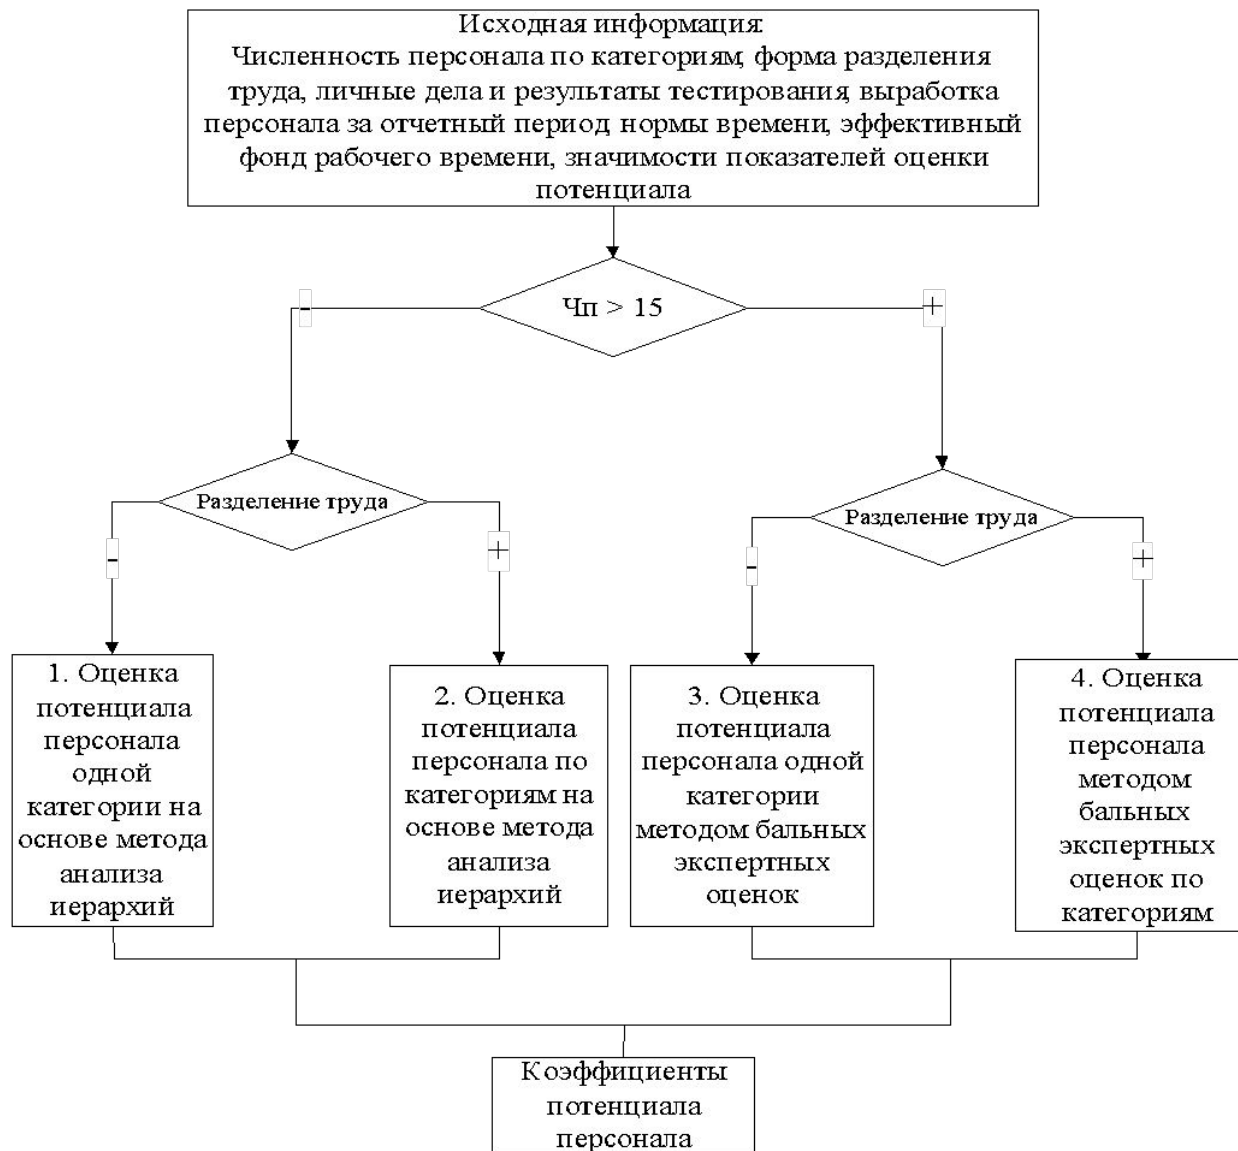 Исходная информация:
Численность персонала по категориям, форма разделения
труда, личные дела и результаты тестирования, выработка
персонала за отчетный период, нормы времени, эффективный
фонд рабочего времени, значимости показателей оценки
потенциала
Чп > 15
-
+
Разделение труда
-
+
Разделение труда
-
+
1. Оценка
потенциала
персонала
одной
категории на
основе метода
анализа
иерархий
2. Оценка
потенциала
персонала по
категориям на
основе метода
анализа
иерархий
3. Оценка
потенциала
персонала одной
категории
методом бальных
экспертных
оценок
4. Оценка
потенциала
персонала
методом
бальных
экспертных
оценок по
категориям
Коэффициенты
потенциала
персонала